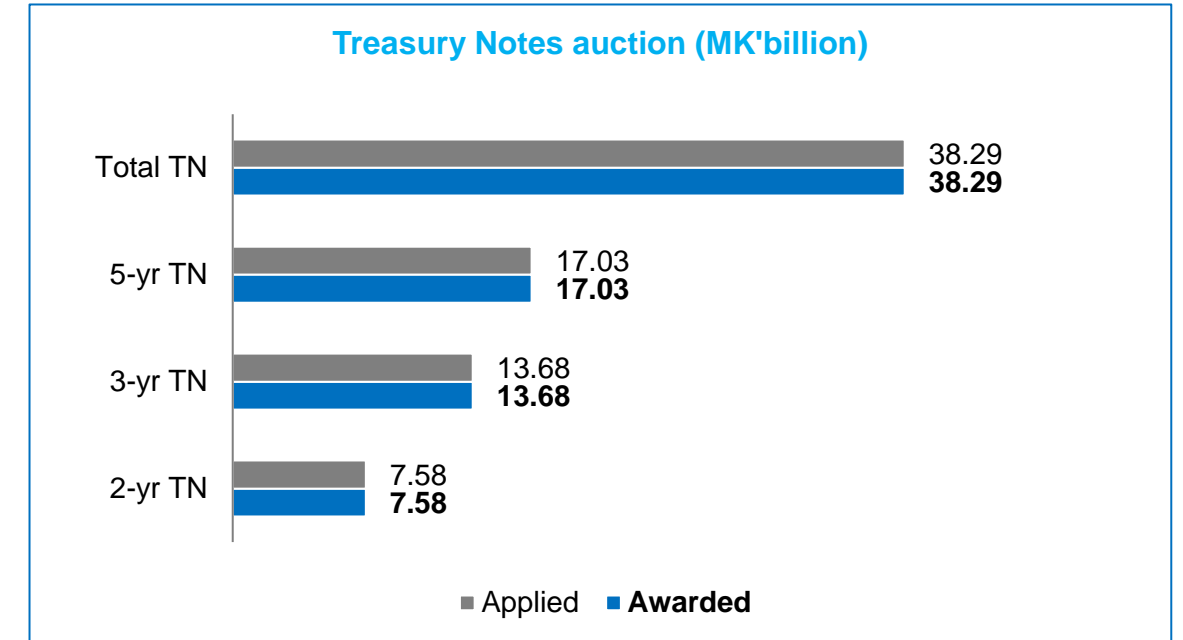 Treasury Notes auction (MK'billion)
Total TN
38.29
38.29
5-yr TN
17.03
17.03
3-yr TN
13.68
13.68
2-yr TN
7.58
7.58
Applied Awarded